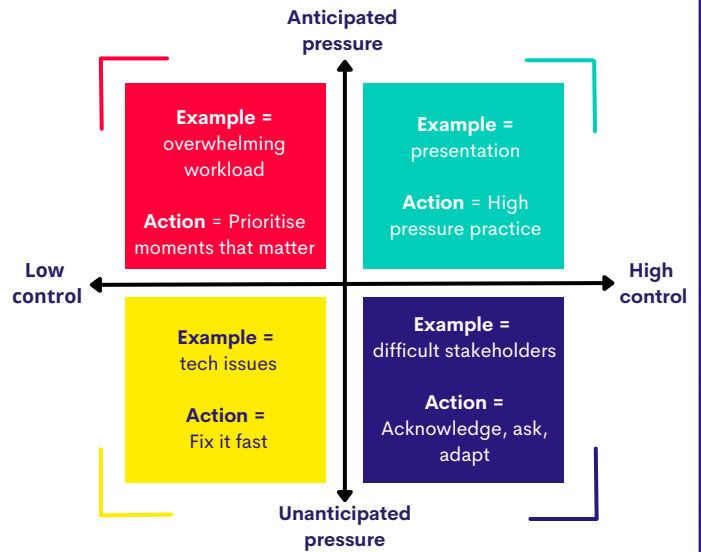 Anticipated
pressure
Example =
overwhelming
workload
Action = Prioritise
moments that matter
Example =
presentation
Action = High
pressure practice
Low
control
High
control
Example =
tech issues
Action =
Fix it fast
Example =
difficult stakeholders
Action =
Acknowledge, ask,
adapt
Unanticipated
pressure